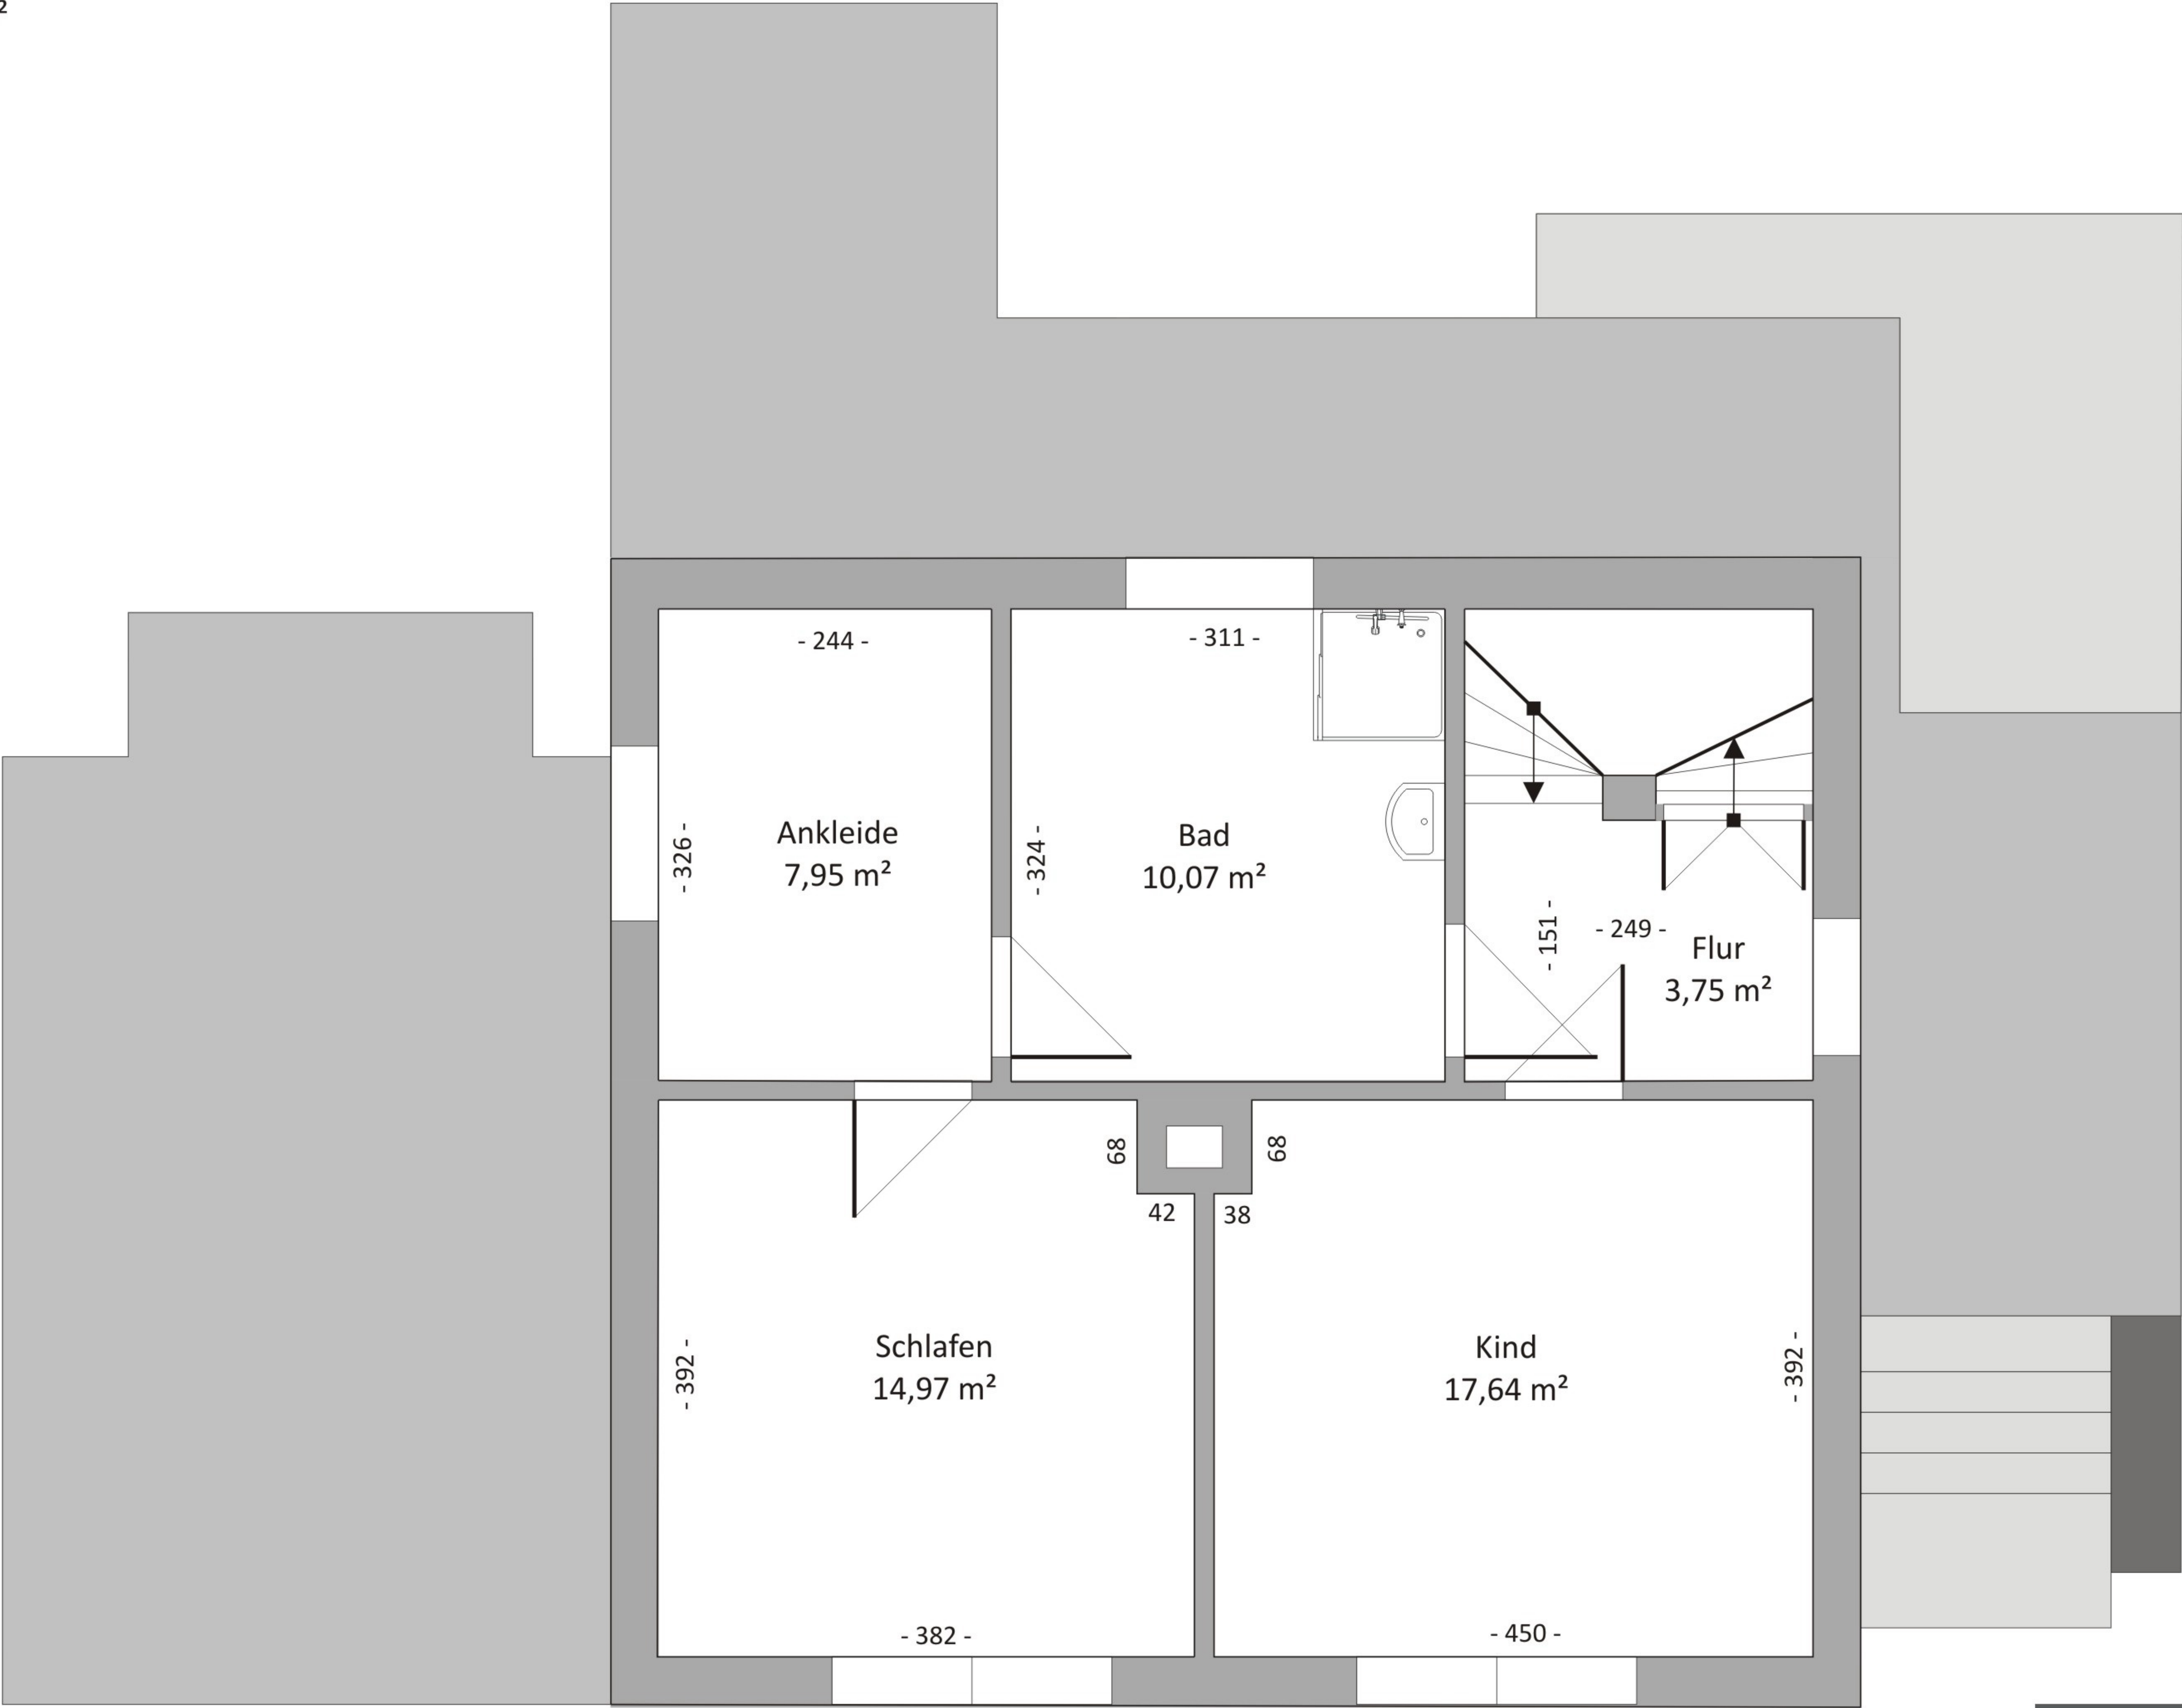 2
- 244 -
- 311 -
- 326 -
Ankleide
7,95 m²
- 324 -
Bad
10,07 m²
- 151 -
- 249 -
Flur
3,75 m²
68
68
42
38
- 392 -
Schlafen
14,97 m²
Kind
17,64 m²
- 392 -
- 382 -
- 450 -